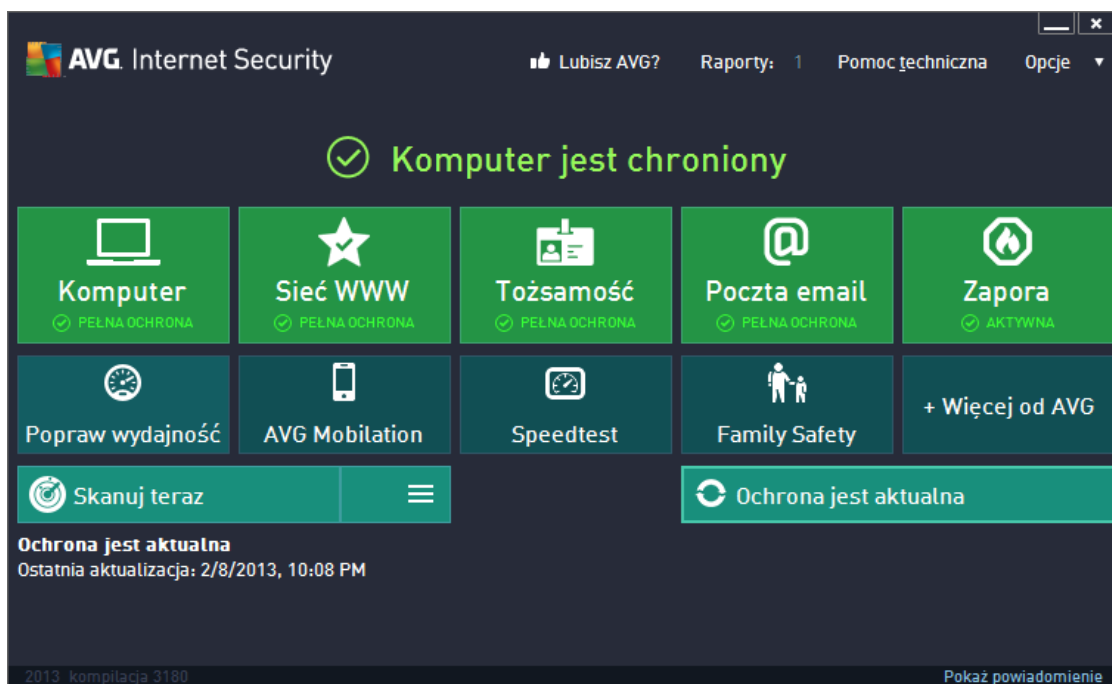 AVG. Internet Security
Lubisz AVG?
Raporty: 1
Pomoc techniczna
Opcje
Komputer jest chroniony
Komputer
PEŁNA OCHRONA
Sieć WWW
PEŁNA OCHRONA
Tożsamość
PEŁNA OCHRONA
Poczta email
PEŁNA OCHRONA
Zapora
AKTYWNA
Popraw wydajność
AVG Mobilation
Speedtest
Family Safety
+ Więcej od AVG
Skanuj teraz
Ochrona jest aktualna
Ochrona jest aktualna
Ostatnia aktualizacja: 2/8/2013, 10:08 PM
2013 kompilacja 3180
Pokaż powiadomienie